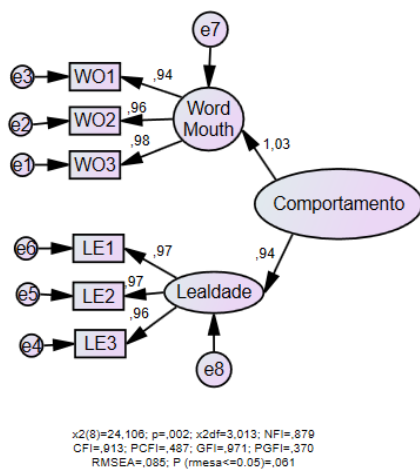 e7
e3
WO1
,94
Word
Mouth
e2
WO2
,96
e1
WO3
,98
1,03
Comportamento
,94
e6
LE1
,97
e5
LE2
,97
Lealdade
e4
LE3
,96
e8
x2(8)=24,106; p=,002; x2df=3,013; NFI=,879
CFI=,913; PCFI=,487; GFI=,971; PGFI=,370
RMSEA=,085; P (rmesa<=0.05)=,061